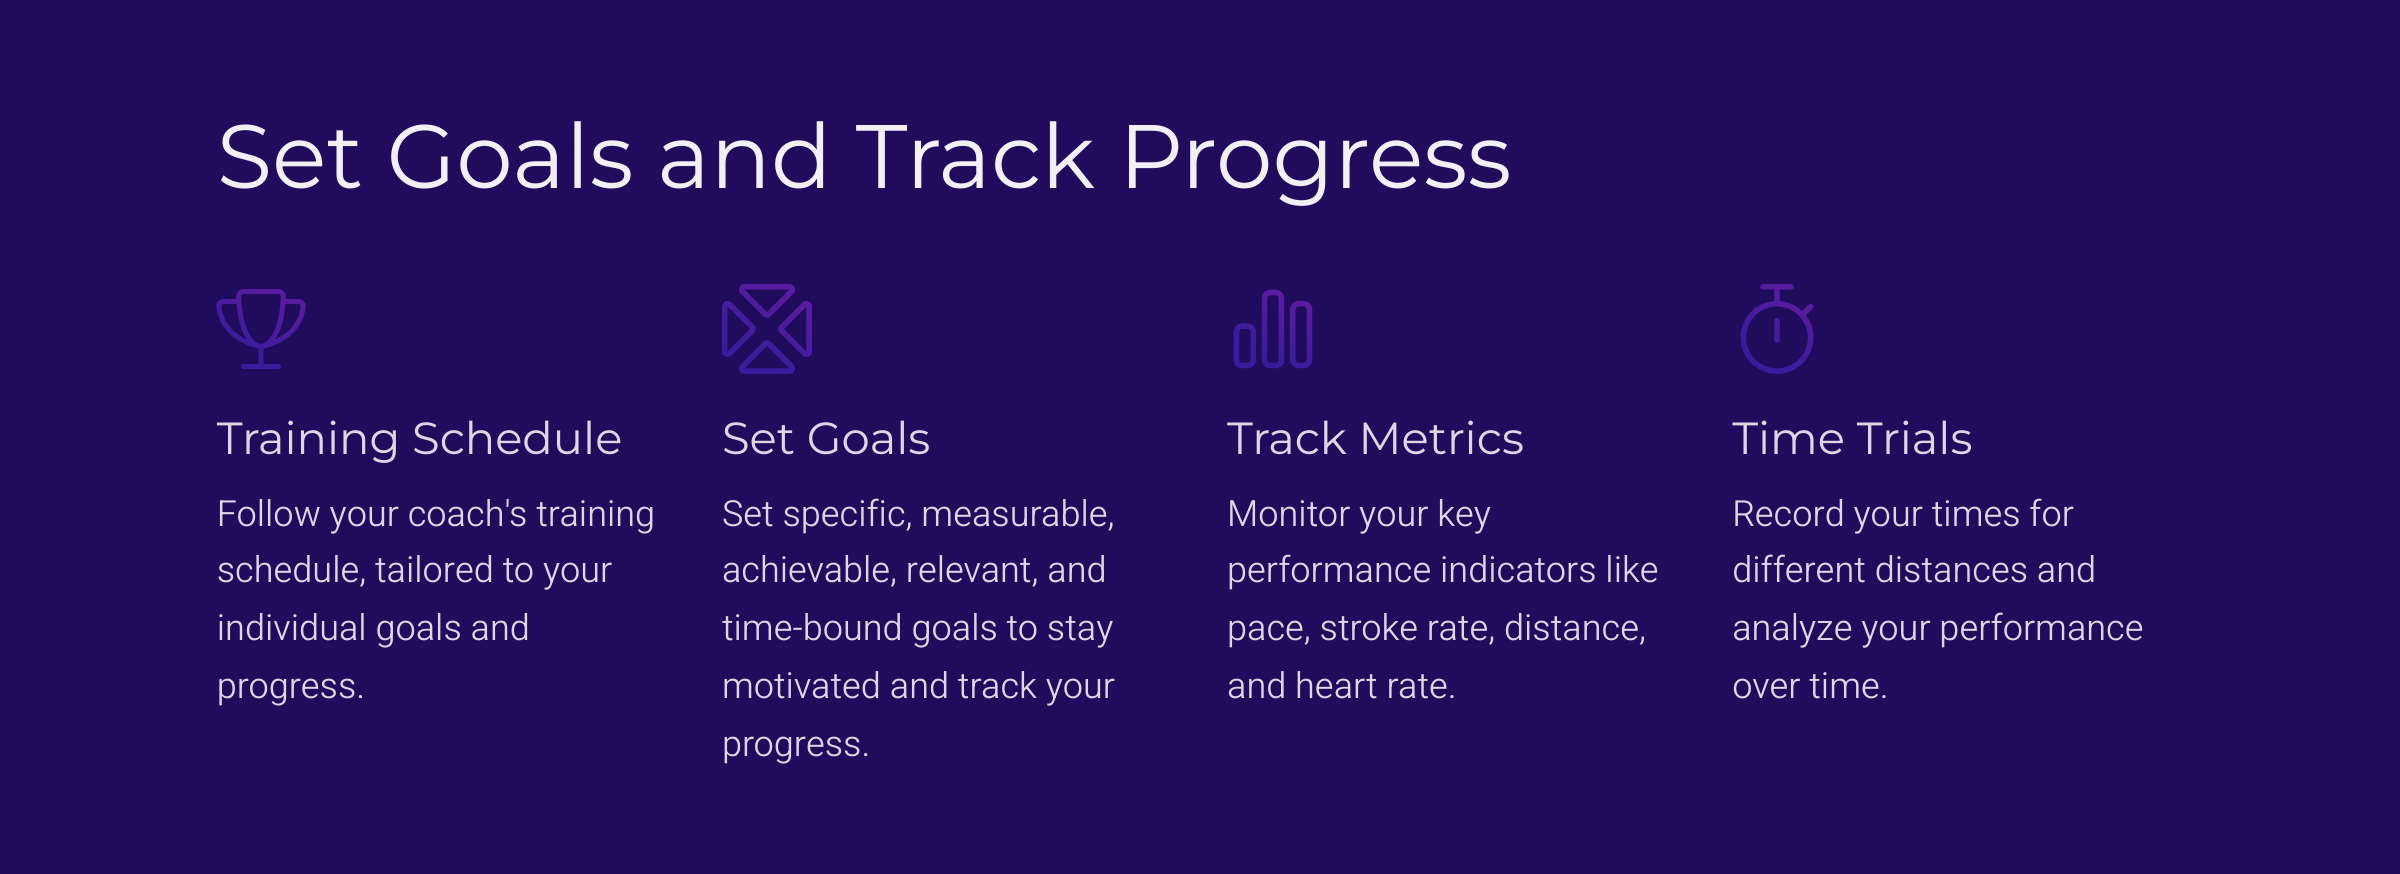 Set Goals and Track Progress
Training Schedule
Follow your coach's training
schedule, tailored to your
individual goals and
progress.
Set Goals
Set specific, measurable,
achievable, relevant, and
time-bound goals to stay
motivated and track your
progress.
Track Metrics
Monitor your key
performance indicators like
pace, stroke rate, distance,
and heart rate.
Time Trials
Record your times for
different distances and
analyze your performance
over time.